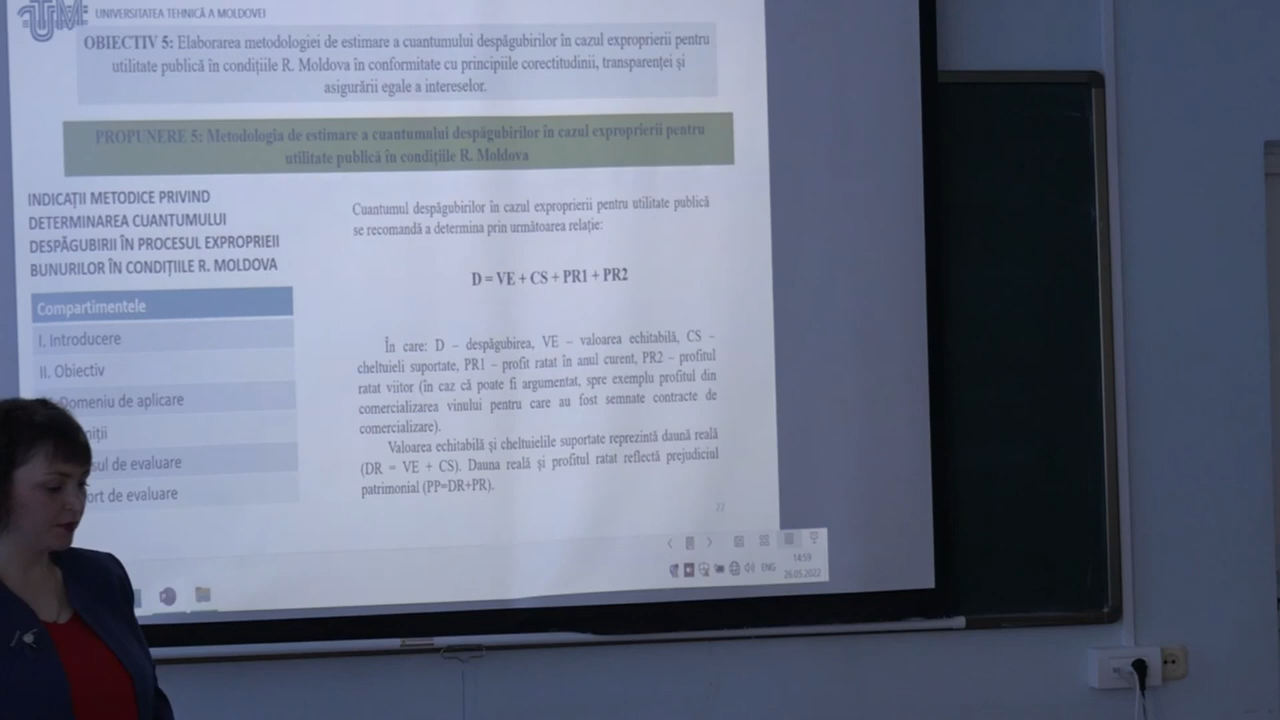 UTM
UNIVERSITATEA TEHNICĂ A MOLDOVEI
OBIECTIV 5: Elaborarea metodologiei de estimare a cuantumului despăgubirilor în cazul exproprierii pentru
utilitate publică în condițiile R. Moldova în conformitate cu principiile corectitudinii, transparenței și
asigurării egale a intereselor.
PROPUNERE 5: Metodologia de estimare a cuantumului despăgubirilor în cazul exproprierii pentru
utilitate publică în condițiile R. Moldova
INDICAȚII METODICE PRIVIND
DETERMINAREA CUANTUMULUI
DESPĂGUBIRII ÎN PROCESUL EXPROPRIEII
BUNURILOR ÎN CONDIȚIILE R. MOLDOVA
Compartimentele
I. Introducere
II. Obiectiv
Domeniu de aplicare
niții
sul de evaluare
ort de evaluare
Cuantumul despăgubirilor în cazul exproprierii pentru utilitate publică
se recomandă a determina prin următoarea relație:
D = VE + CS + PR1 + PR2
În care: D – despăgubirea, VE – valoarea echitabilă, CS –
cheltuieli suportate, PR1 – profit ratat în anul curent, PR2 – profitul
ratat viitor (în caz că poate fi argumentat, spre exemplu profitul din
comercializarea vinului pentru care au fost semnate contracte de
comercializare).
Valoarea echitabilă și cheltuielile suportate reprezintă daună reală
(DR = VE + CS). Dauna reală și profitul ratat reflectă prejudiciul
patrimonial (PP=DR+PR).
22
ENG
14:59
26.05.2022